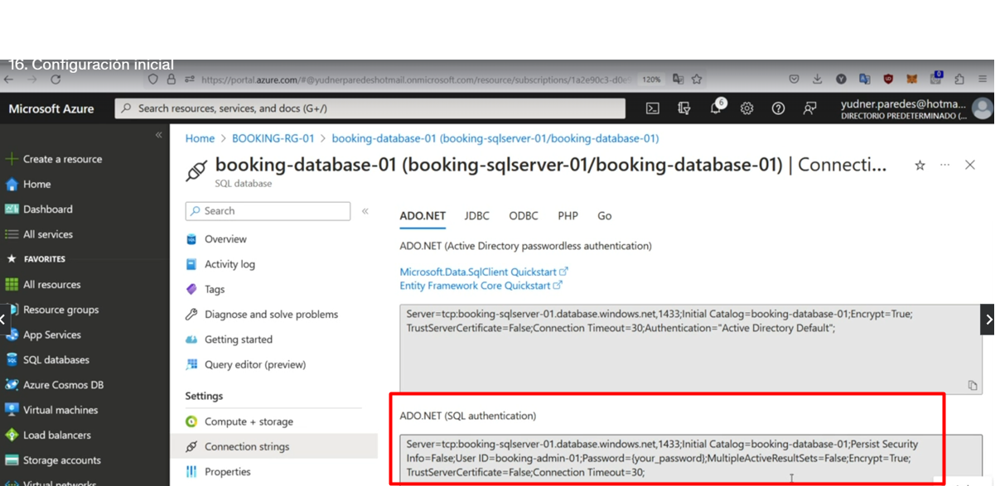 16. Configuración inicial
https://portal.azure.com/#@yudnerparedeshotmail.onmicrosoft.com/resource/subscriptions/1a2e90c3-d0e
120%
Microsoft Azure
Search resources, services, and docs (G+/)
6
yudner.paredes@hotma...
DIRECTORIO PREDETERMINADO (...
Home > BOOKING-RG-01 > booking-database-01 (booking-sqlserver-01/booking-database-01)
booking-database-01 (booking-sqlserver-01/booking-database-01) | Connecti...
SQL database
Create a resource
Home
Dashboard
All services
FAVORITES
All resources
Resource groups
App Services
SQL databases
Azure Cosmos DB
Virtual machines
Load balancers
Storage accounts
Virtual networks
Search
Overview
Activity log
Tags
Diagnose and solve problems
Getting started
Query editor (preview)
Settings
Compute + storage
Connection strings
Properties
ADO.NET JDBC ODBC PHP Go
ADO.NET (Active Directory passwordless authentication)
Microsoft.Data.SqlClient Quickstart
Entity Framework Core Quickstart
Server=tcp:booking-sqlserver-01.database.windows.net,1433;Initial Catalog=booking-database-01;Encrypt=True;
TrustServerCertificate=False;Connection Timeout=30;Authentication="Active Directory Default";
ADO.NET (SQL authentication)
Server=tcp:booking-sqlserver-01.database.windows.net,1433;Initial Catalog=booking-database-01;Persist Security
Info=False;User ID=booking-admin-01;Password={your_password};MultipleActiveResultSets=False;Encrypt=True;
TrustServerCertificate=False;Connection Timeout=30;